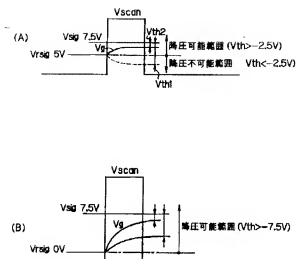 Vscan
(A)
Vsig 7.5V
Vth2
Vg
降圧可能範囲 (Vth>−2.5V)
Vrsig 5V
降圧不可能範囲 Vth<−2.5V)
Vth1
Vscan
(B)
Vsig 7.5V
Vg
降圧可能範囲 (Vth>−7.5V)
Vrsig 0V